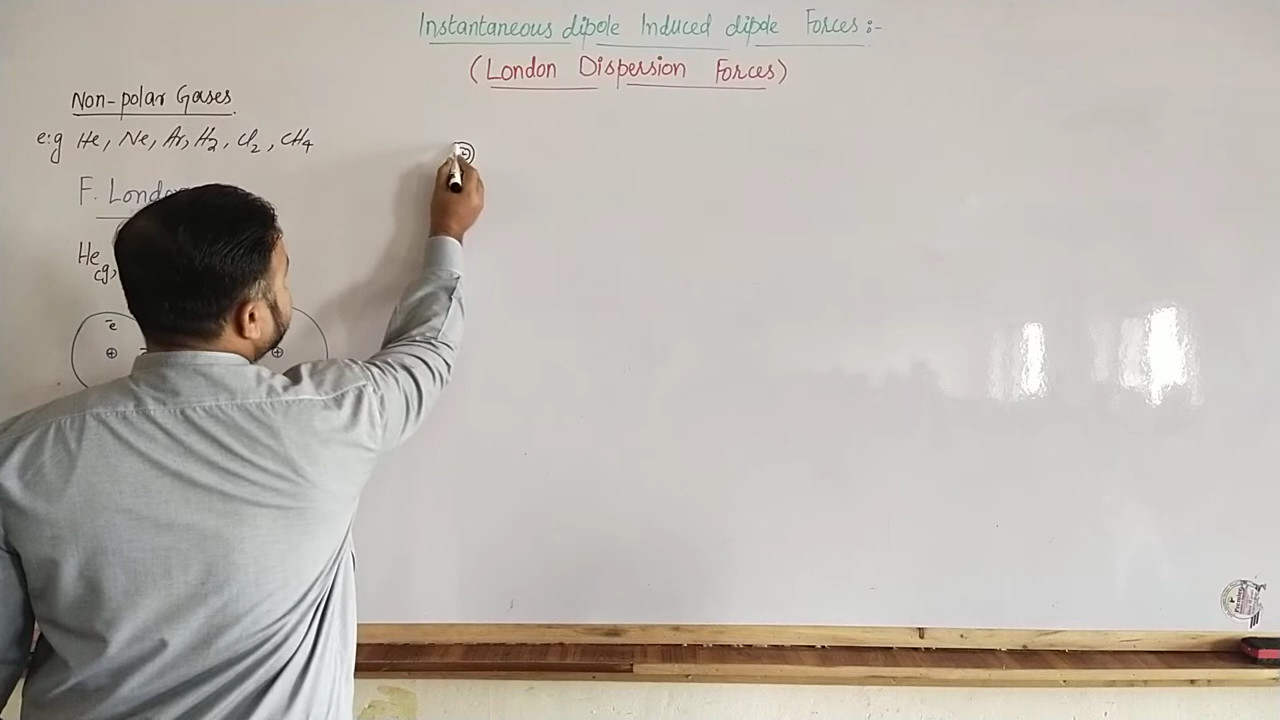 Instantaneous dipole Induced dipole Forces:-
(London Dispersion Forces)
Non-polar Gases
e:g He, Ne, Ar, H2, Cl2, CH4
F. London
He
(g),
-e
⊕ ⊕